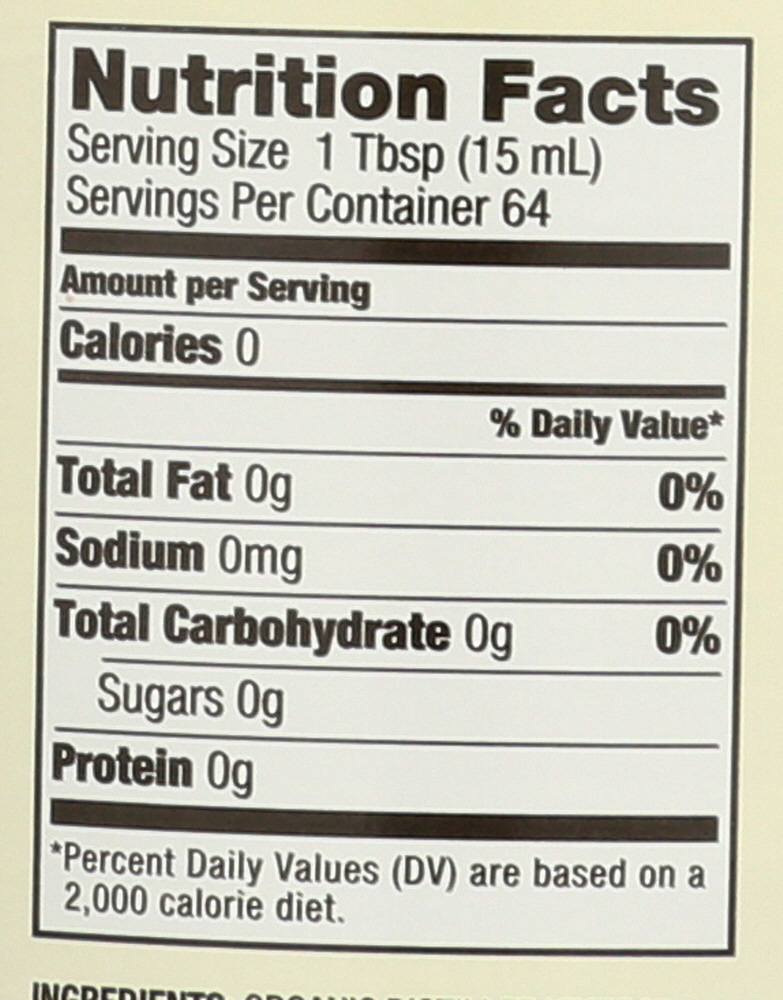 Nutrition Facts
Serving Size 1 Tbsp (15 mL)
Servings Per Container 64
Amount per Serving
Calories 0
% Daily Value*
Total Fat 0g 0%
Sodium 0mg 0%
Total Carbohydrate 0g 0%
Sugars 0g
Protein 0g
*Percent Daily Values (DV) are based on a
2,000 calorie diet.
INGREDIENTS: ORGANIC